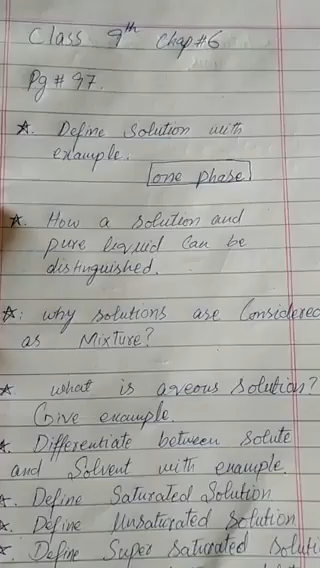 Class 9th Chap#6
Pg# 97.
☆. Define solution with
example.
one phase
☆. How a solution and
pure liquid can be
distinguished.
☆: why solutions are Considered
as Mixture?
☆ what is aqeous solution?
Give example.
☆. Differentiate between solute
and Solvent with example.
☆. Define Saturated Solution
☆. Define Unsaturated solution
☆. Define Super saturated soluti